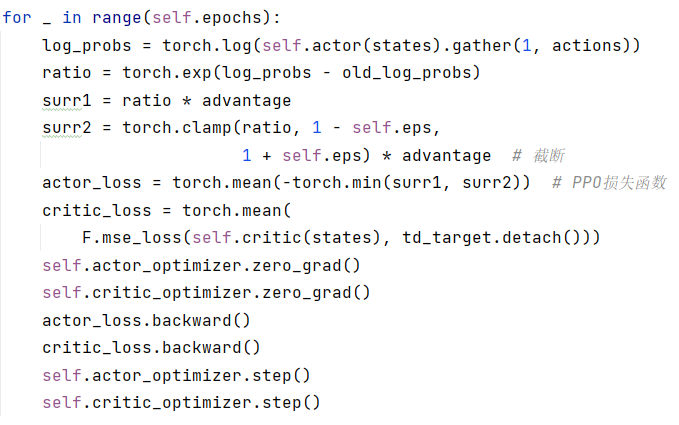 for _ in range(self.epochs):
    log_probs = torch.log(self.actor(states).gather(1, actions))
    ratio = torch.exp(log_probs - old_log_probs)
    surr1 = ratio * advantage
    surr2 = torch.clamp(ratio, 1 - self.eps,
                        1 + self.eps) * advantage  # 截断
    actor_loss = torch.mean(-torch.min(surr1, surr2))  # PPO损失函数
    critic_loss = torch.mean(
        F.mse_loss(self.critic(states), td_target.detach()))
    self.actor_optimizer.zero_grad()
    self.critic_optimizer.zero_grad()
    actor_loss.backward()
    critic_loss.backward()
    self.actor_optimizer.step()
    self.critic_optimizer.step()